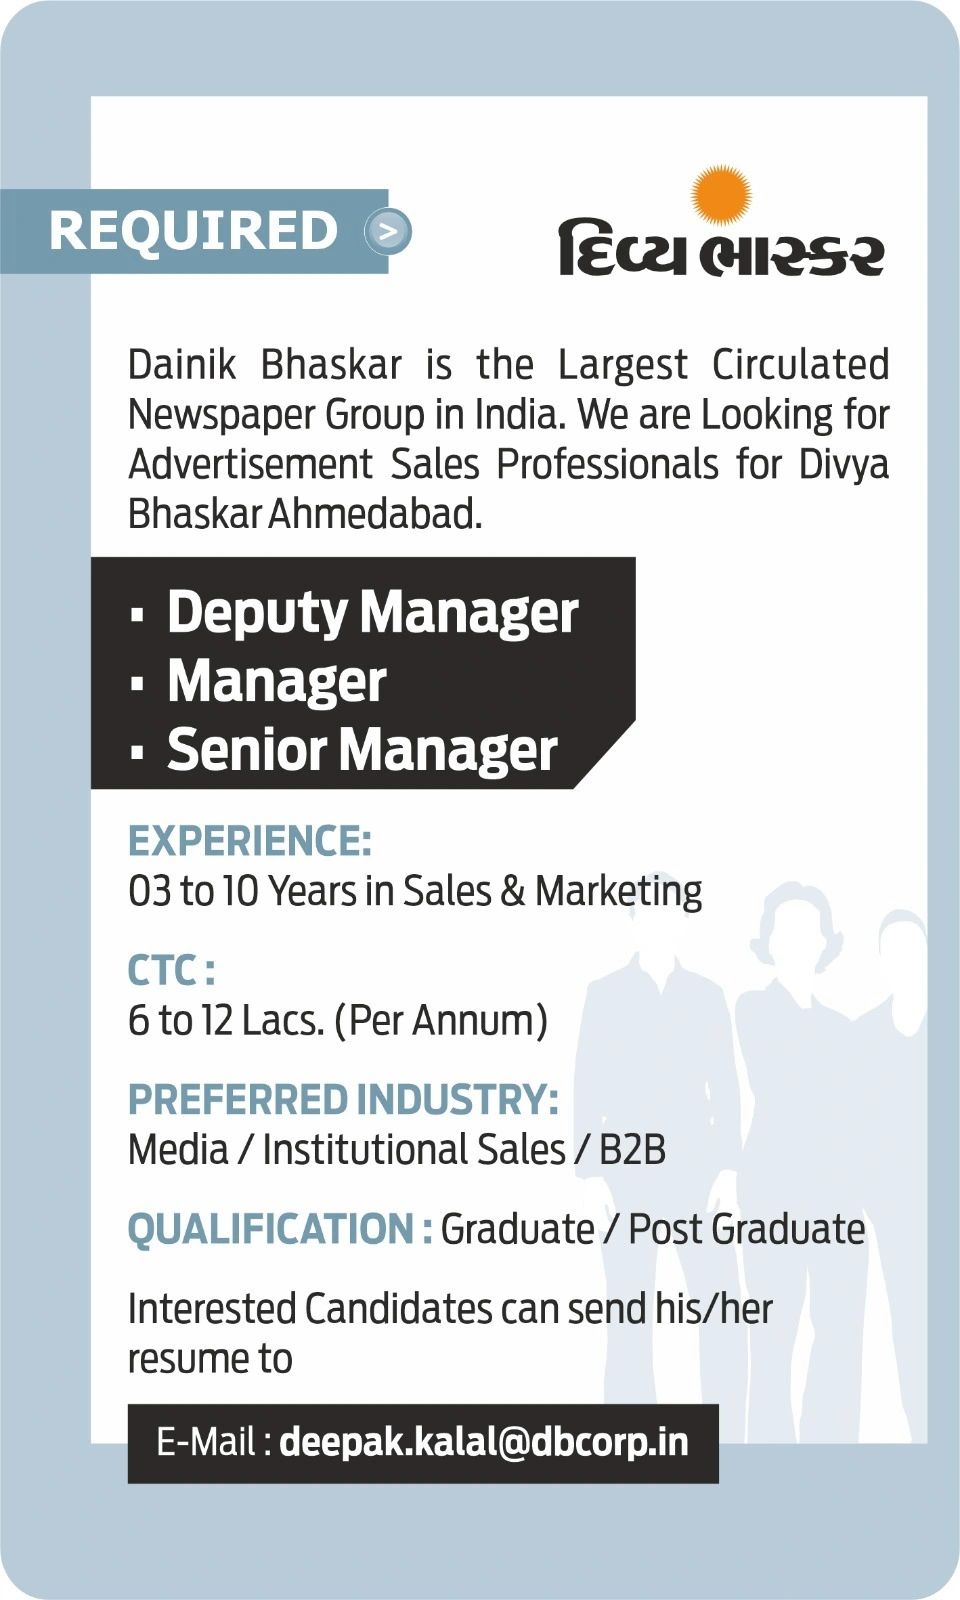 REQUIRED >
દિવ્ય ભાસ્કર
Dainik Bhaskar is the Largest Circulated
Newspaper Group in India. We are Looking for
Advertisement Sales Professionals for Divya
Bhaskar Ahmedabad.
▪ Deputy Manager
▪ Manager
▪ Senior Manager
EXPERIENCE:
03 to 10 Years in Sales & Marketing
CTC :
6 to 12 Lacs. (Per Annum)
PREFERRED INDUSTRY:
Media / Institutional Sales / B2B
QUALIFICATION : Graduate / Post Graduate
Interested Candidates can send his/her
resume to
E-Mail : deepak.kalal@dbcorp.in